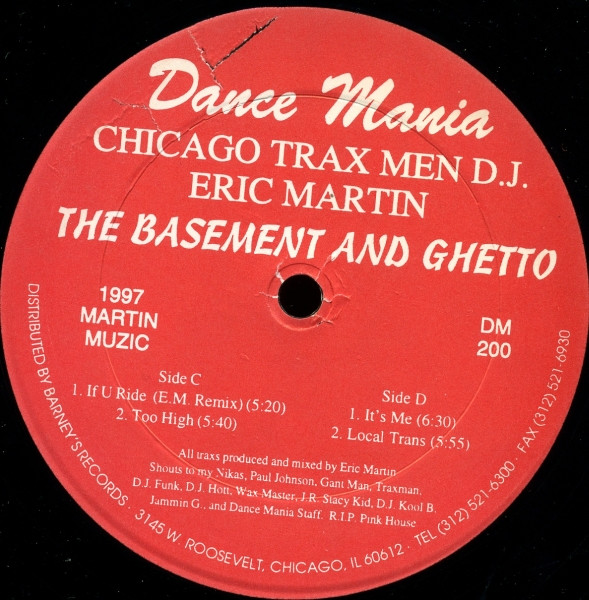 Dance Mania
CHICAGO TRAX MEN D.J.
ERIC MARTIN
THE BASEMENT AND GHETTO
1997
MARTIN
MUZIC
DM
200
Side C
1. If U Ride (E.M. Remix) (5:20)
2. Too High (5:40)
Side D
1. It's Me (6:30)
2. Local Trans (5:55)
All traxs produced and mixed by Eric Martin
Shouts to my Nikas, Paul Johnson, Gant Man, Traxman,
D.J. Funk, D.J. Hott, Wax Master, J.R. Stacy Kid, D.J. Kool B,
Jammin G., and Dance Mania Staff. R.I.P. Pink House
DISTRIBUTED BY BARNEY'S RECORDS · 3145 W. ROOSEVELT, CHICAGO, IL 60612 · TEL (312) 521-6300 · FAX (312) 521-6930